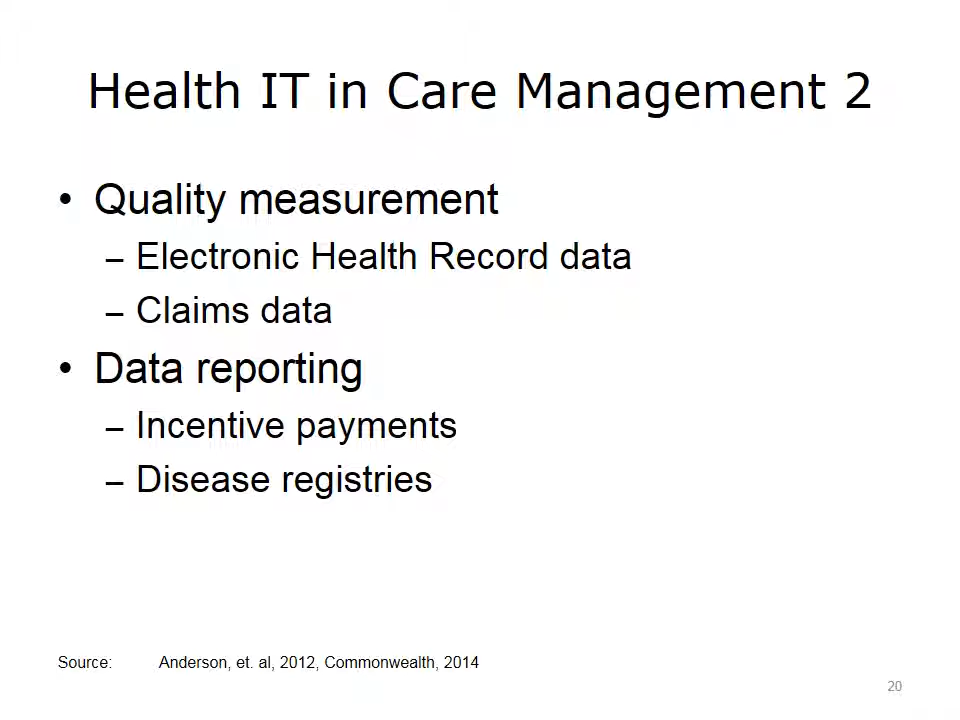 Health IT in Care Management 2
• Quality measurement
– Electronic Health Record data
– Claims data
• Data reporting
– Incentive payments
– Disease registries
Source: Anderson, et. al, 2012, Commonwealth, 2014
20